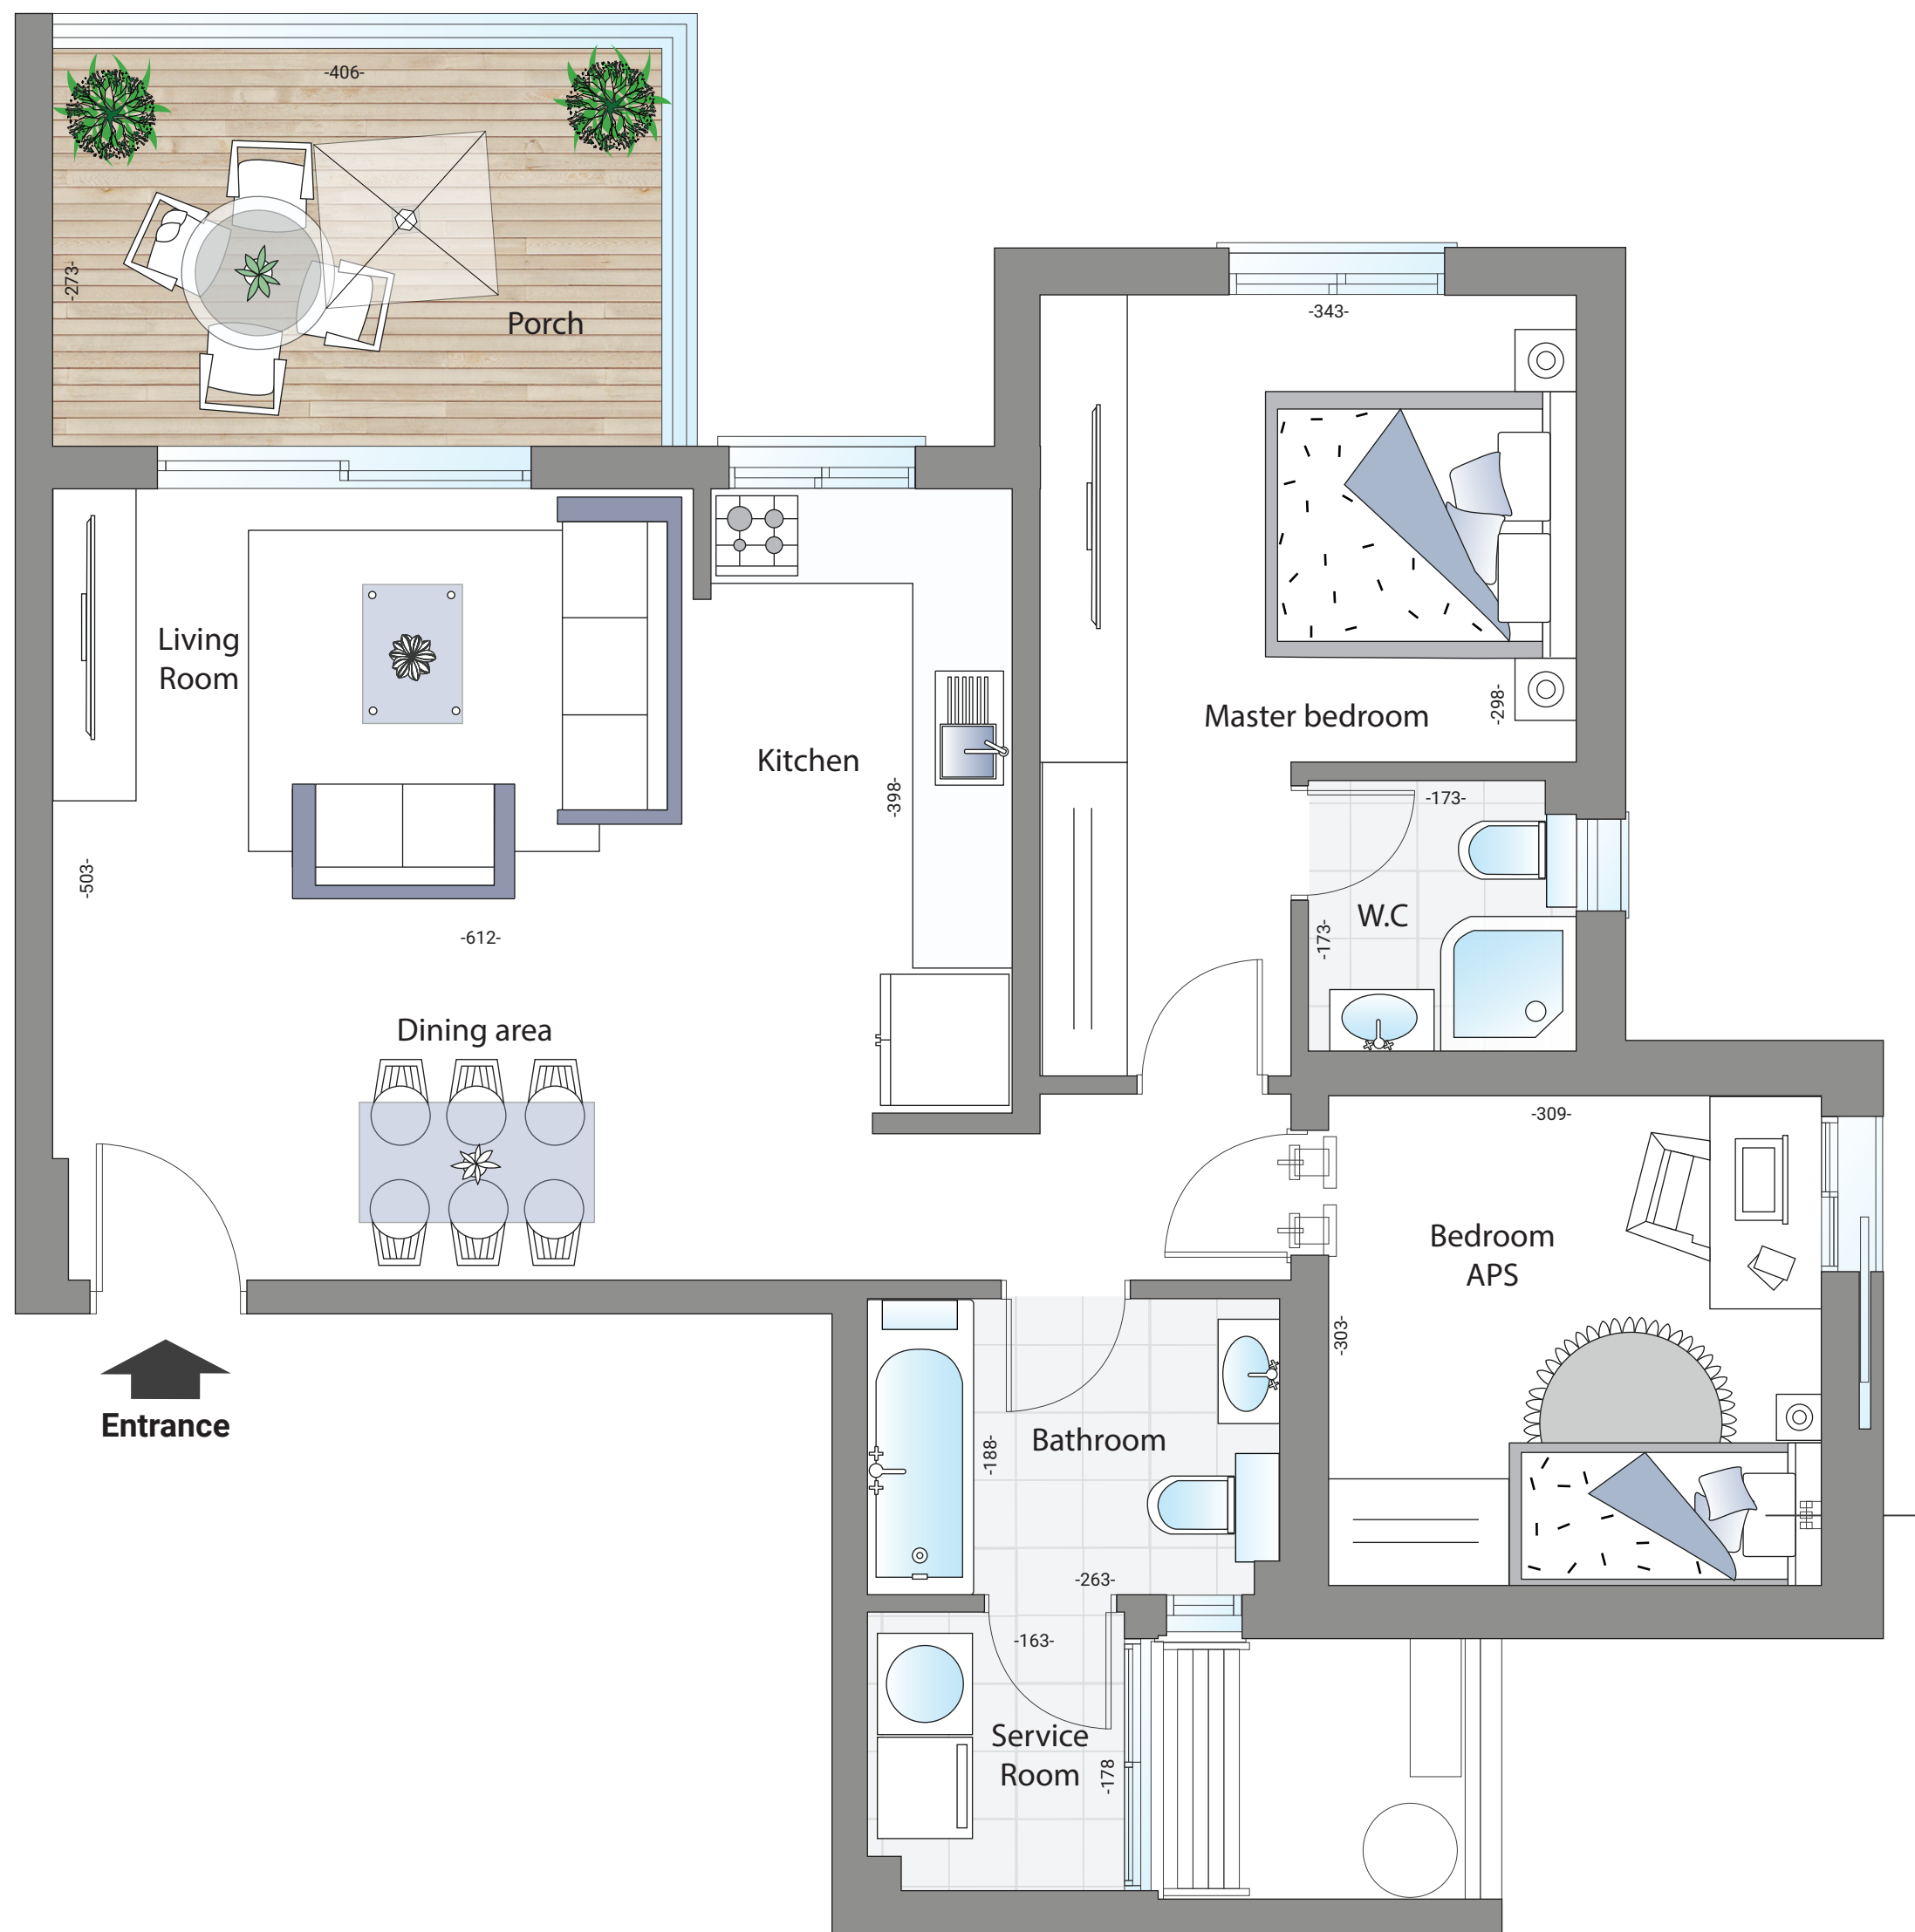 -406-
-273-
Porch
-343-
Living
Room
Kitchen
-398-
Master bedroom
-298-
-173-
W.C
-173-
-503-
-612-
Dining area
-309-
Bedroom
APS
-303-
Entrance
Bathroom
-188-
-263-
-163-
Service
Room
-178